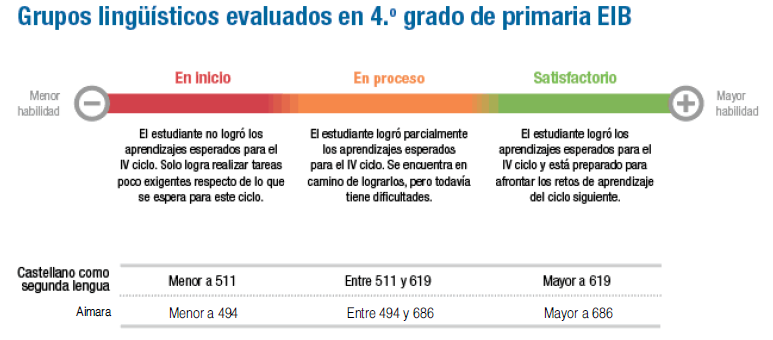 Grupos lingüísticos evaluados en 4.º grado de primaria EIB
En inicio
En proceso
Satisfactorio
Menor
habilidad
Mayor
habilidad
El estudiante no logró los
aprendizajes esperados para el
IV ciclo. Solo logra realizar tareas
poco exigentes respecto de lo que
se espera para este ciclo.
El estudiante logró parcialmente
los aprendizajes esperados
para el IV ciclo. Se encuentra en
camino de lograrlos, pero todavía
tiene dificultades.
El estudiante logró los
aprendizajes esperados para el
IV ciclo y está preparado para
afrontar los retos de aprendizaje
del ciclo siguiente.
Castellano como
segunda lengua
Menor a 511
Entre 511 y 619
Mayor a 619
Aimara
Menor a 494
Entre 494 y 686
Mayor a 686